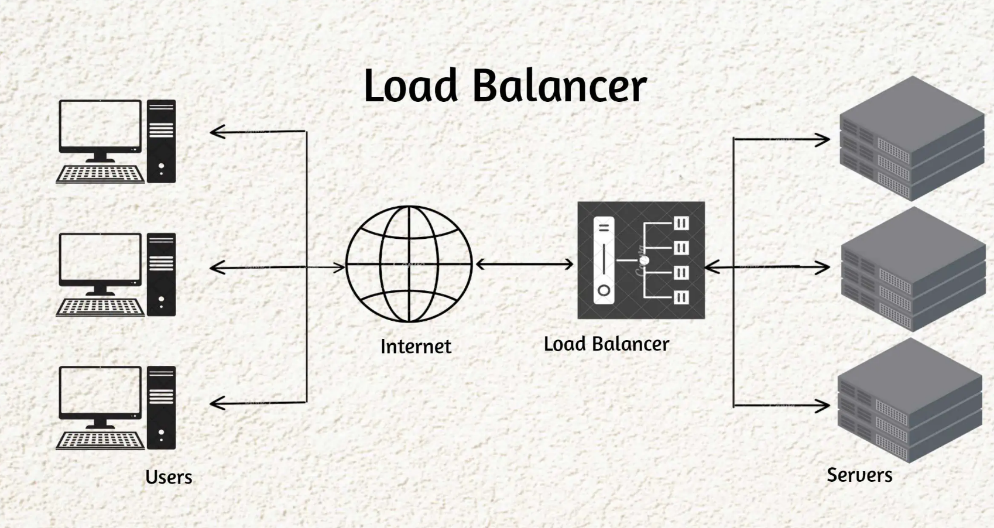 Load Balancer
Internet
Load Balancer
Users
Servers